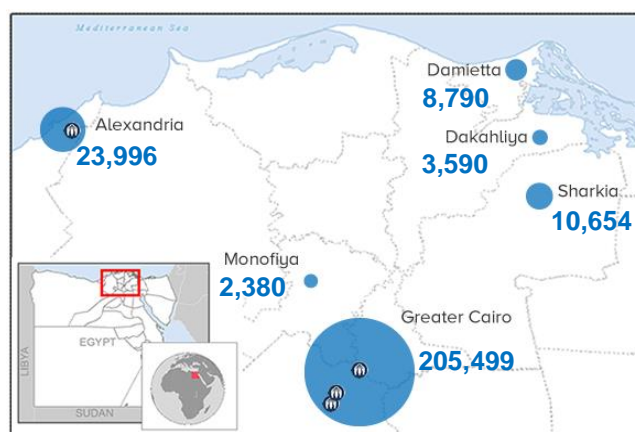 Mediterranean Sea
Damietta
8,790
Alexandria
23,996
Dakahliya
3,590
Sharkia
10,654
Monofiya
2,380
Greater Cairo
205,499
LIBYA
EGYPT
SUDAN